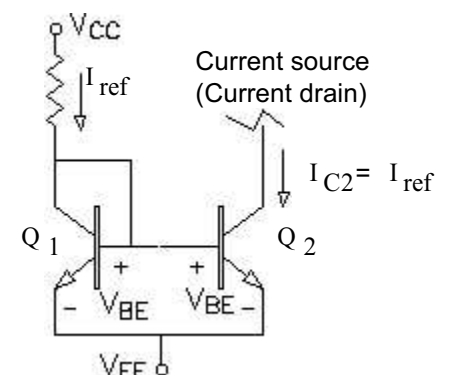 VCC
I ref
Current source
(Current drain)
I C2= I ref
Q 1
Q 2
+
+
VBE
VBE
-
-
VEE